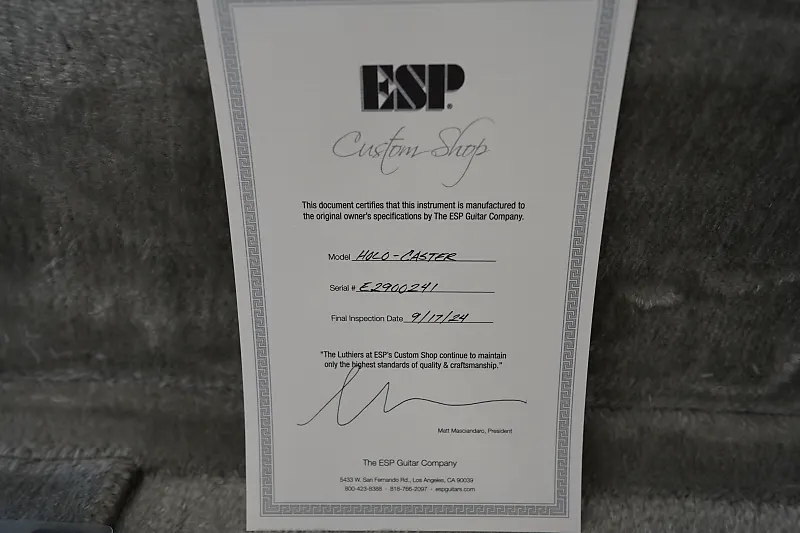 ESP®
Custom Shop
This document certifies that this instrument is manufactured to
the original owner's specifications by The ESP Guitar Company.
Model HOLO-CASTER
Serial # E2900241
Final Inspection Date 9/17/24
"The Luthiers at ESP's Custom Shop continue to maintain
only the highest standards of quality & craftsmanship."
Matt Masciandaro, President
The ESP Guitar Company
5433 W. San Fernando Rd., Los Angeles, CA 90039
800-423-8388 · 818-766-2097 · espguitars.com